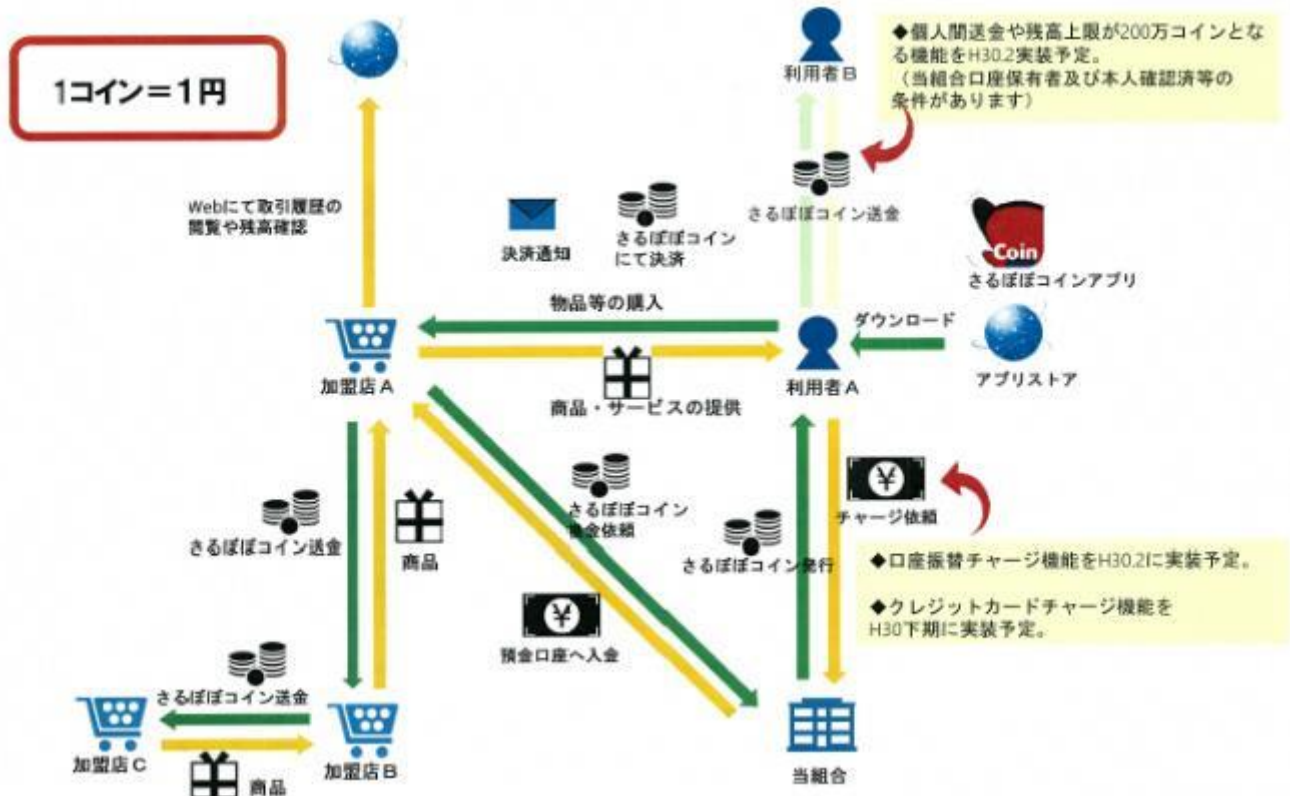 1コイン=1円
利用者B
◆個人間送金や残高上限が200万コインとな
る機能をH30.2実装予定。
(当組合口座保有者及び本人確認済等の
条件があります)
Webにて取引履歴の
閲覧や残高確認
決済通知
さるぼぼコイン
にて決済
さるぼぼコイン送金
Coin
さるぼぼコインアプリ
物品等の購入
ダウンロード
加盟店A
利用者A
アプリストア
商品・サービスの提供
さるぼぼコイン
換金依頼
¥
チャージ依頼
さるぼぼコイン送金
商品
さるぼぼコイン発行
◆口座振替チャージ機能をH30.2に実装予定。
◆クレジットカードチャージ機能を
H30下期に実装予定。
¥
預金口座へ入金
さるぼぼコイン送金
加盟店C
加盟店B
当組合
商品